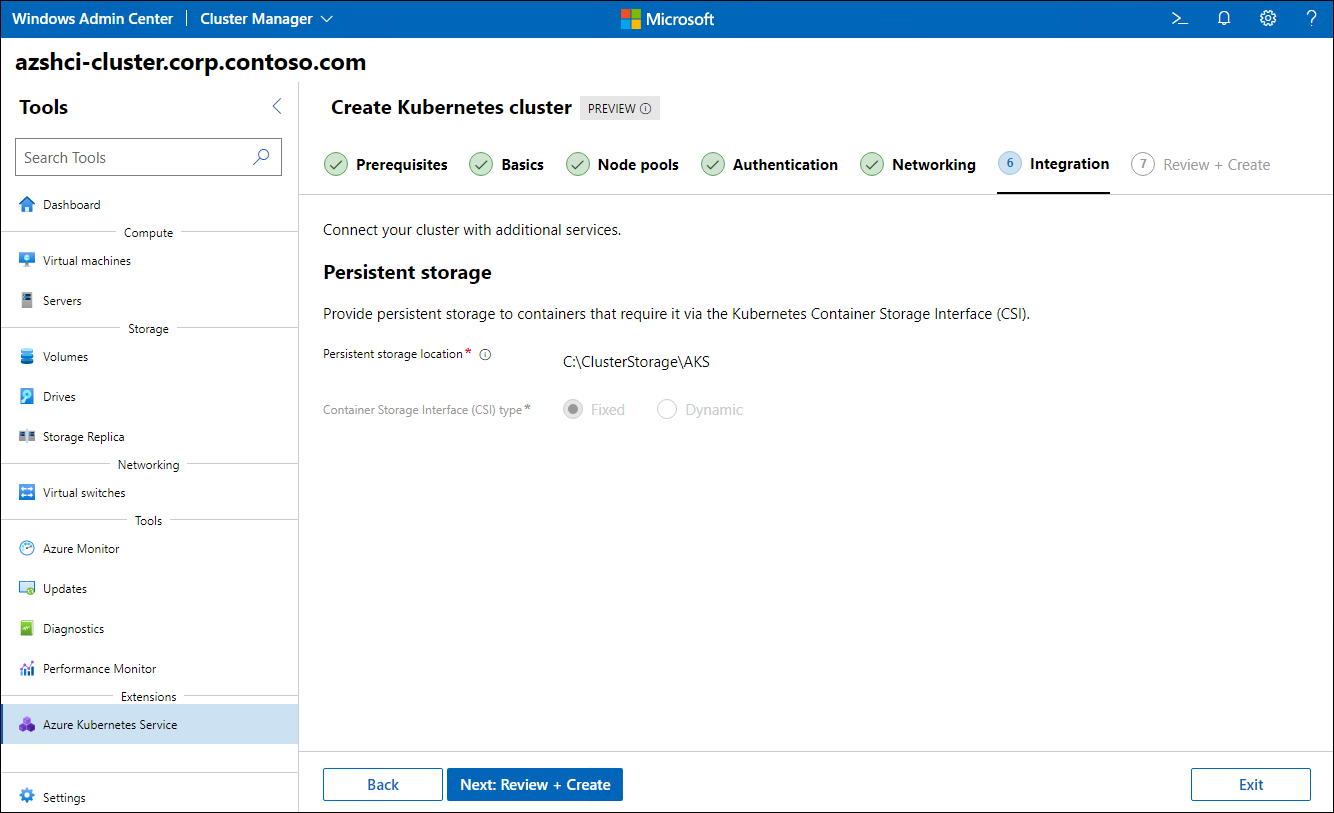 Windows Admin Center
Cluster Manager
Microsoft
azshci-cluster.corp.contoso.com
Tools
Search Tools
Dashboard
Compute
Virtual machines
Servers
Storage
Volumes
Drives
Storage Replica
Networking
Virtual switches
Tools
Azure Monitor
Updates
Diagnostics
Performance Monitor
Extensions
Azure Kubernetes Service
Settings
Create Kubernetes cluster PREVIEW
Prerequisites Basics Node pools Authentication Networking 6 Integration 7 Review + Create
Connect your cluster with additional services.
Persistent storage
Provide persistent storage to containers that require it via the Kubernetes Container Storage Interface (CSI).
Persistent storage location* C:\ClusterStorage\AKS
Container Storage Interface (CSI) type* Fixed Dynamic
Back Next: Review + Create Exit